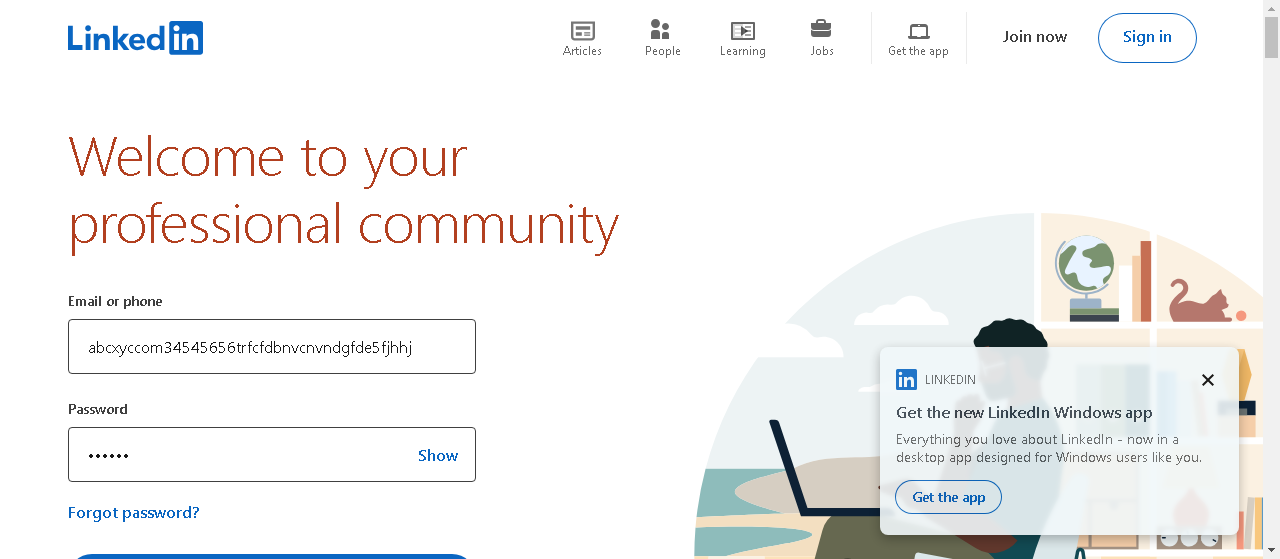 LinkedIn
Articles
People
Learning
Jobs
Get the app
Join now
Sign in
Welcome to your
professional community
Email or phone
abcxyccom34545656trfcfdbnvcnvndgfde5fjhhj
Password
••••••
Show
Forgot password?
in LINKEDIN
Get the new LinkedIn Windows app
Everything you love about LinkedIn - now in a
desktop app designed for Windows users like you.
Get the app